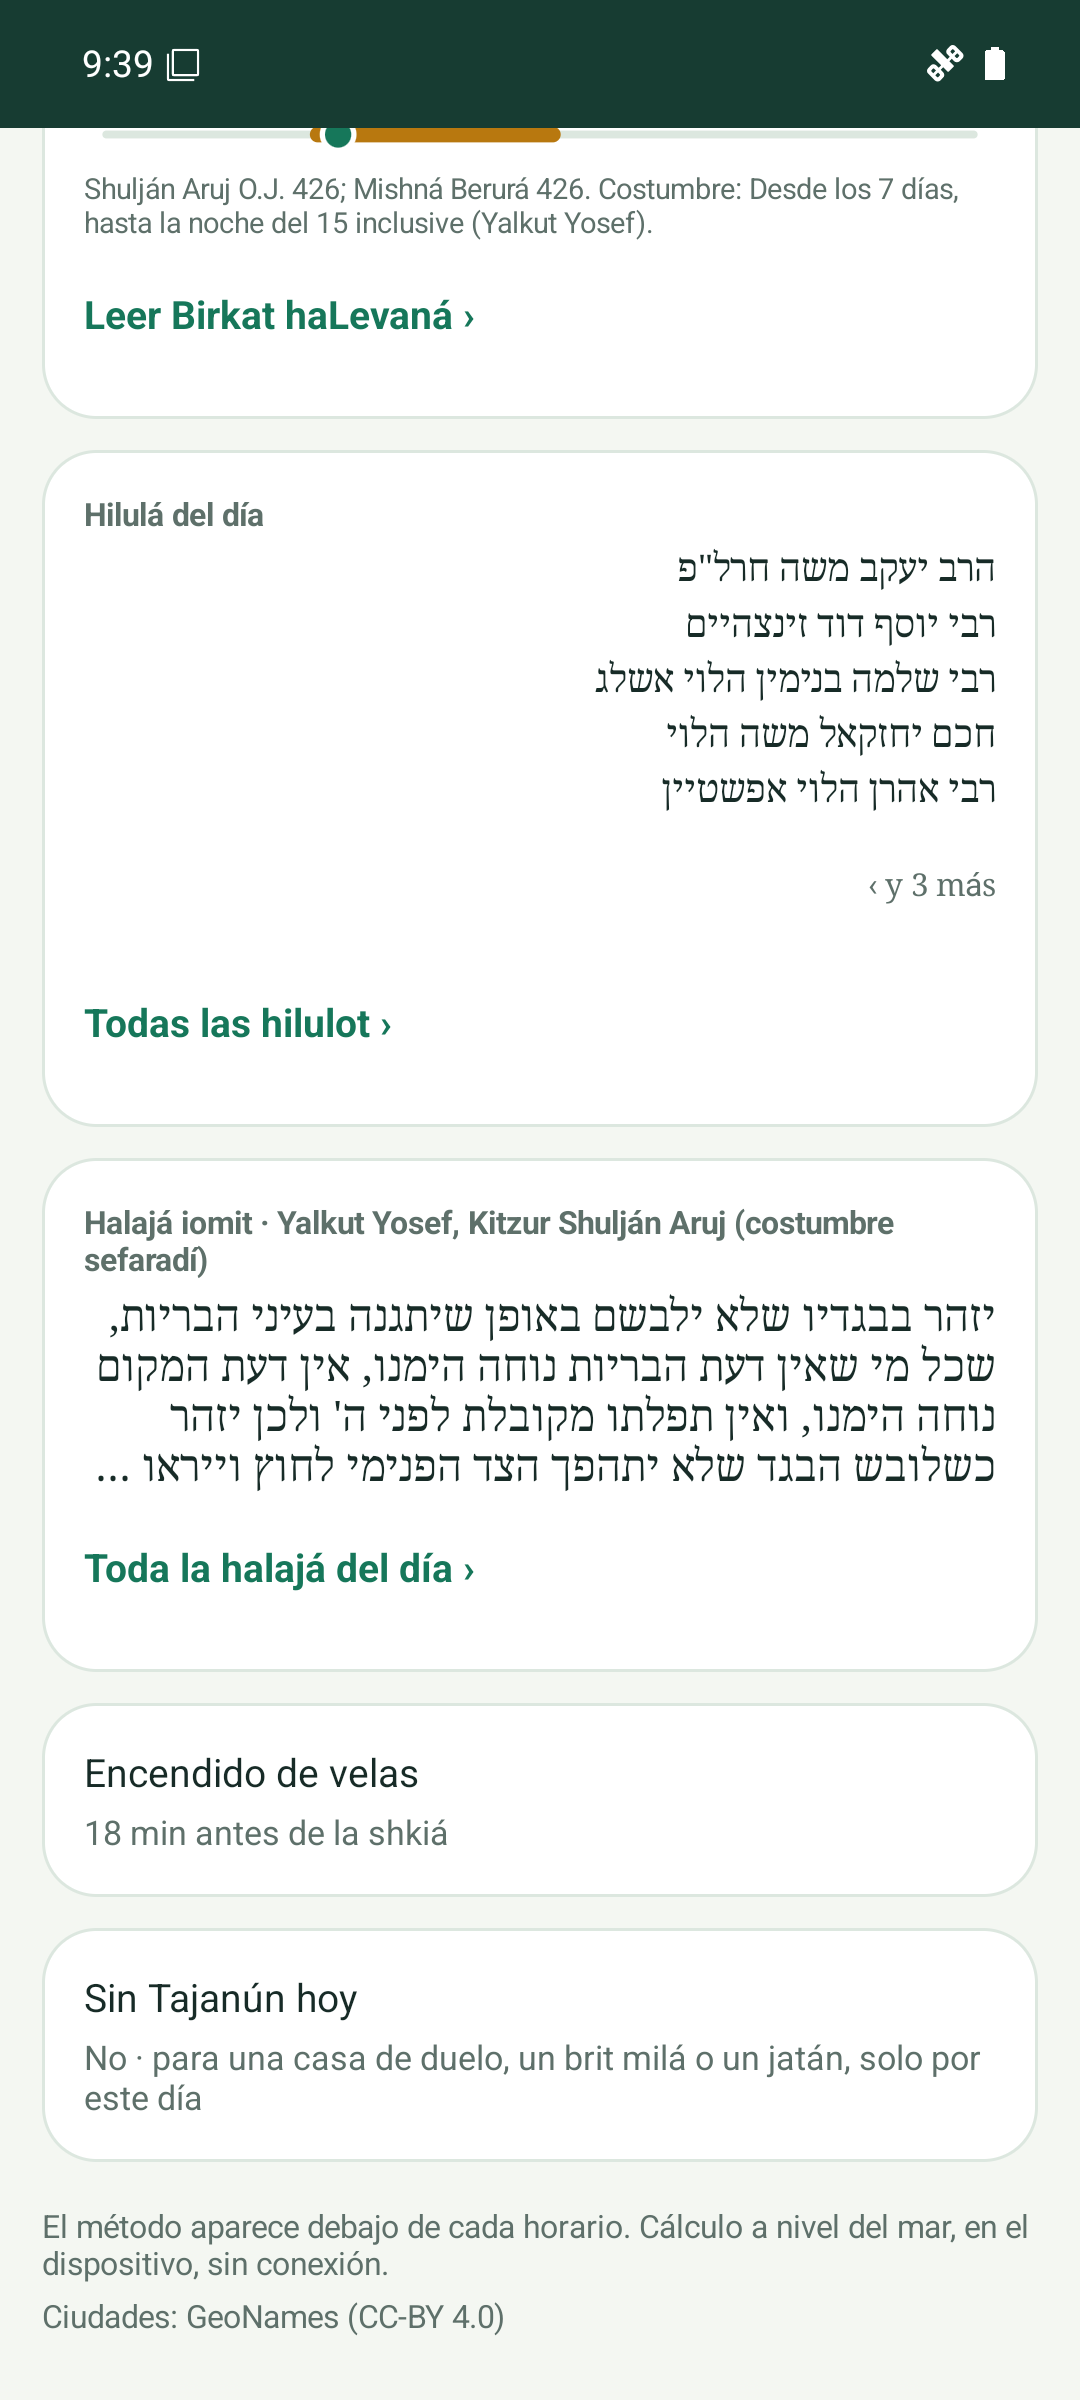 9:39
Shulján Aruj O.J. 426; Mishná Berurá 426. Costumbre: Desde los 7 días,
hasta la noche del 15 inclusive (Yalkut Yosef).
Leer Birkat haLevaná ›
Hilulá del día
הרב יעקב משה חרל"פ
רבי יוסף דוד זינצהיים
רבי שלמה בנימין הלוי אשלג
חכם יחזקאל משה הלוי
רבי אהרן הלוי אפשטיין
‹ y 3 más
Todas las hilulot ›
Halajá iomit · Yalkut Yosef, Kitzur Shulján Aruj (costumbre
sefaradí)
יזהר בבגדיו שלא ילבשם באופן שיתגנה בעיני הבריות,
שכל מי שאין דעת הבריות נוחה הימנו, אין דעת המקום
נוחה הימנו, ואין תפלתו מקובלת לפני ה' ולכן יזהר
כשלובש הבגד שלא יתהפך הצד הפנימי לחוץ וייראו ...
Toda la halajá del día ›
Encendido de velas
18 min antes de la shkiá
Sin Tajanún hoy
No · para una casa de duelo, un brit milá o un jatán, solo por
este día
El método aparece debajo de cada horario. Cálculo a nivel del mar, en el
dispositivo, sin conexión.
Ciudades: GeoNames (CC-BY 4.0)